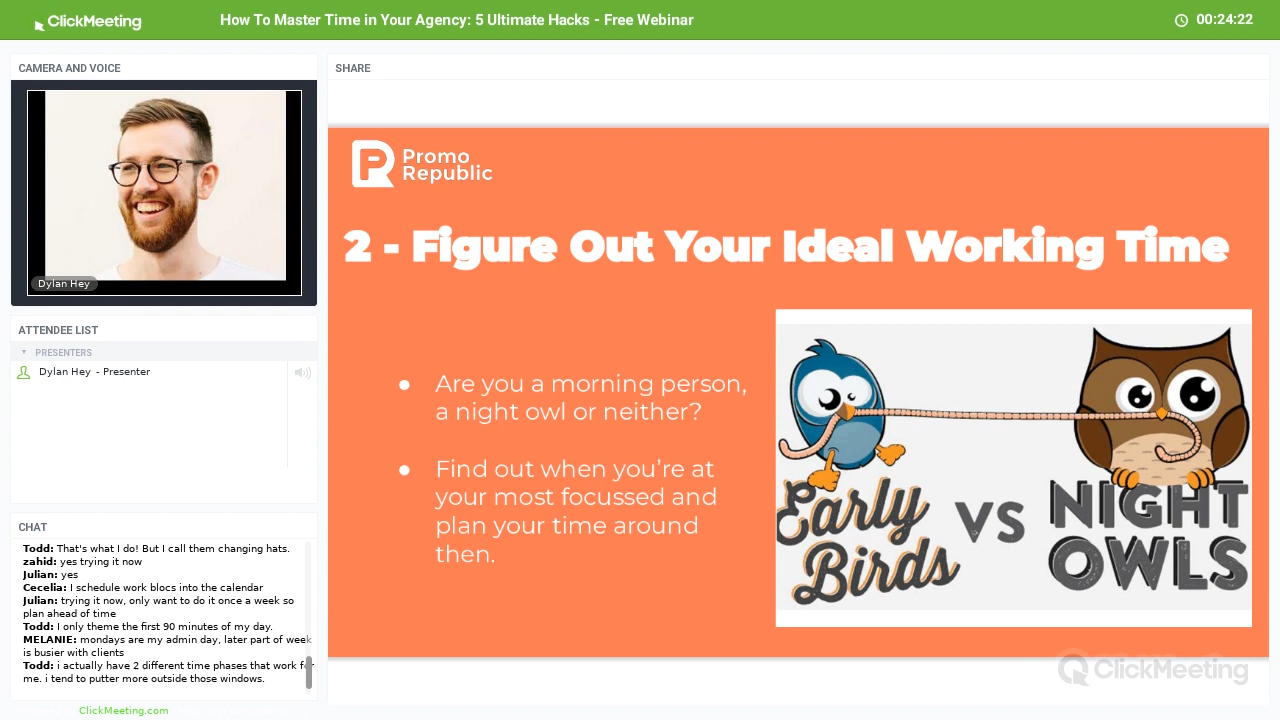 ClickMeeting
How To Master Time in Your Agency: 5 Ultimate Hacks - Free Webinar
00:24:22
CAMERA AND VOICE
Dylan Hey
ATTENDEE LIST
PRESENTERS
Dylan Hey - Presenter
CHAT
Todd: That's what I do! But I call them changing hats.
zahid: yes trying it now
Julian: yes
Cecelia: I schedule work blocs into the calendar
Julian: trying it now, only want to do it once a week so
plan ahead of time
Todd: I only theme the first 90 minutes of my day.
MELANIE: mondays are my admin day, later part of week
is busier with clients
Todd: i actually have 2 different time phases that work for
me. i tend to putter more outside those windows.
ClickMeeting.com
SHARE
Promo
Republic
2 - Figure Out Your Ideal Working Time
● Are you a morning person,
a night owl or neither?
● Find out when you're at
your most focussed and
plan your time around
then.
Early
Birds
VS
NIGHT
OWLS
ClickMeeting